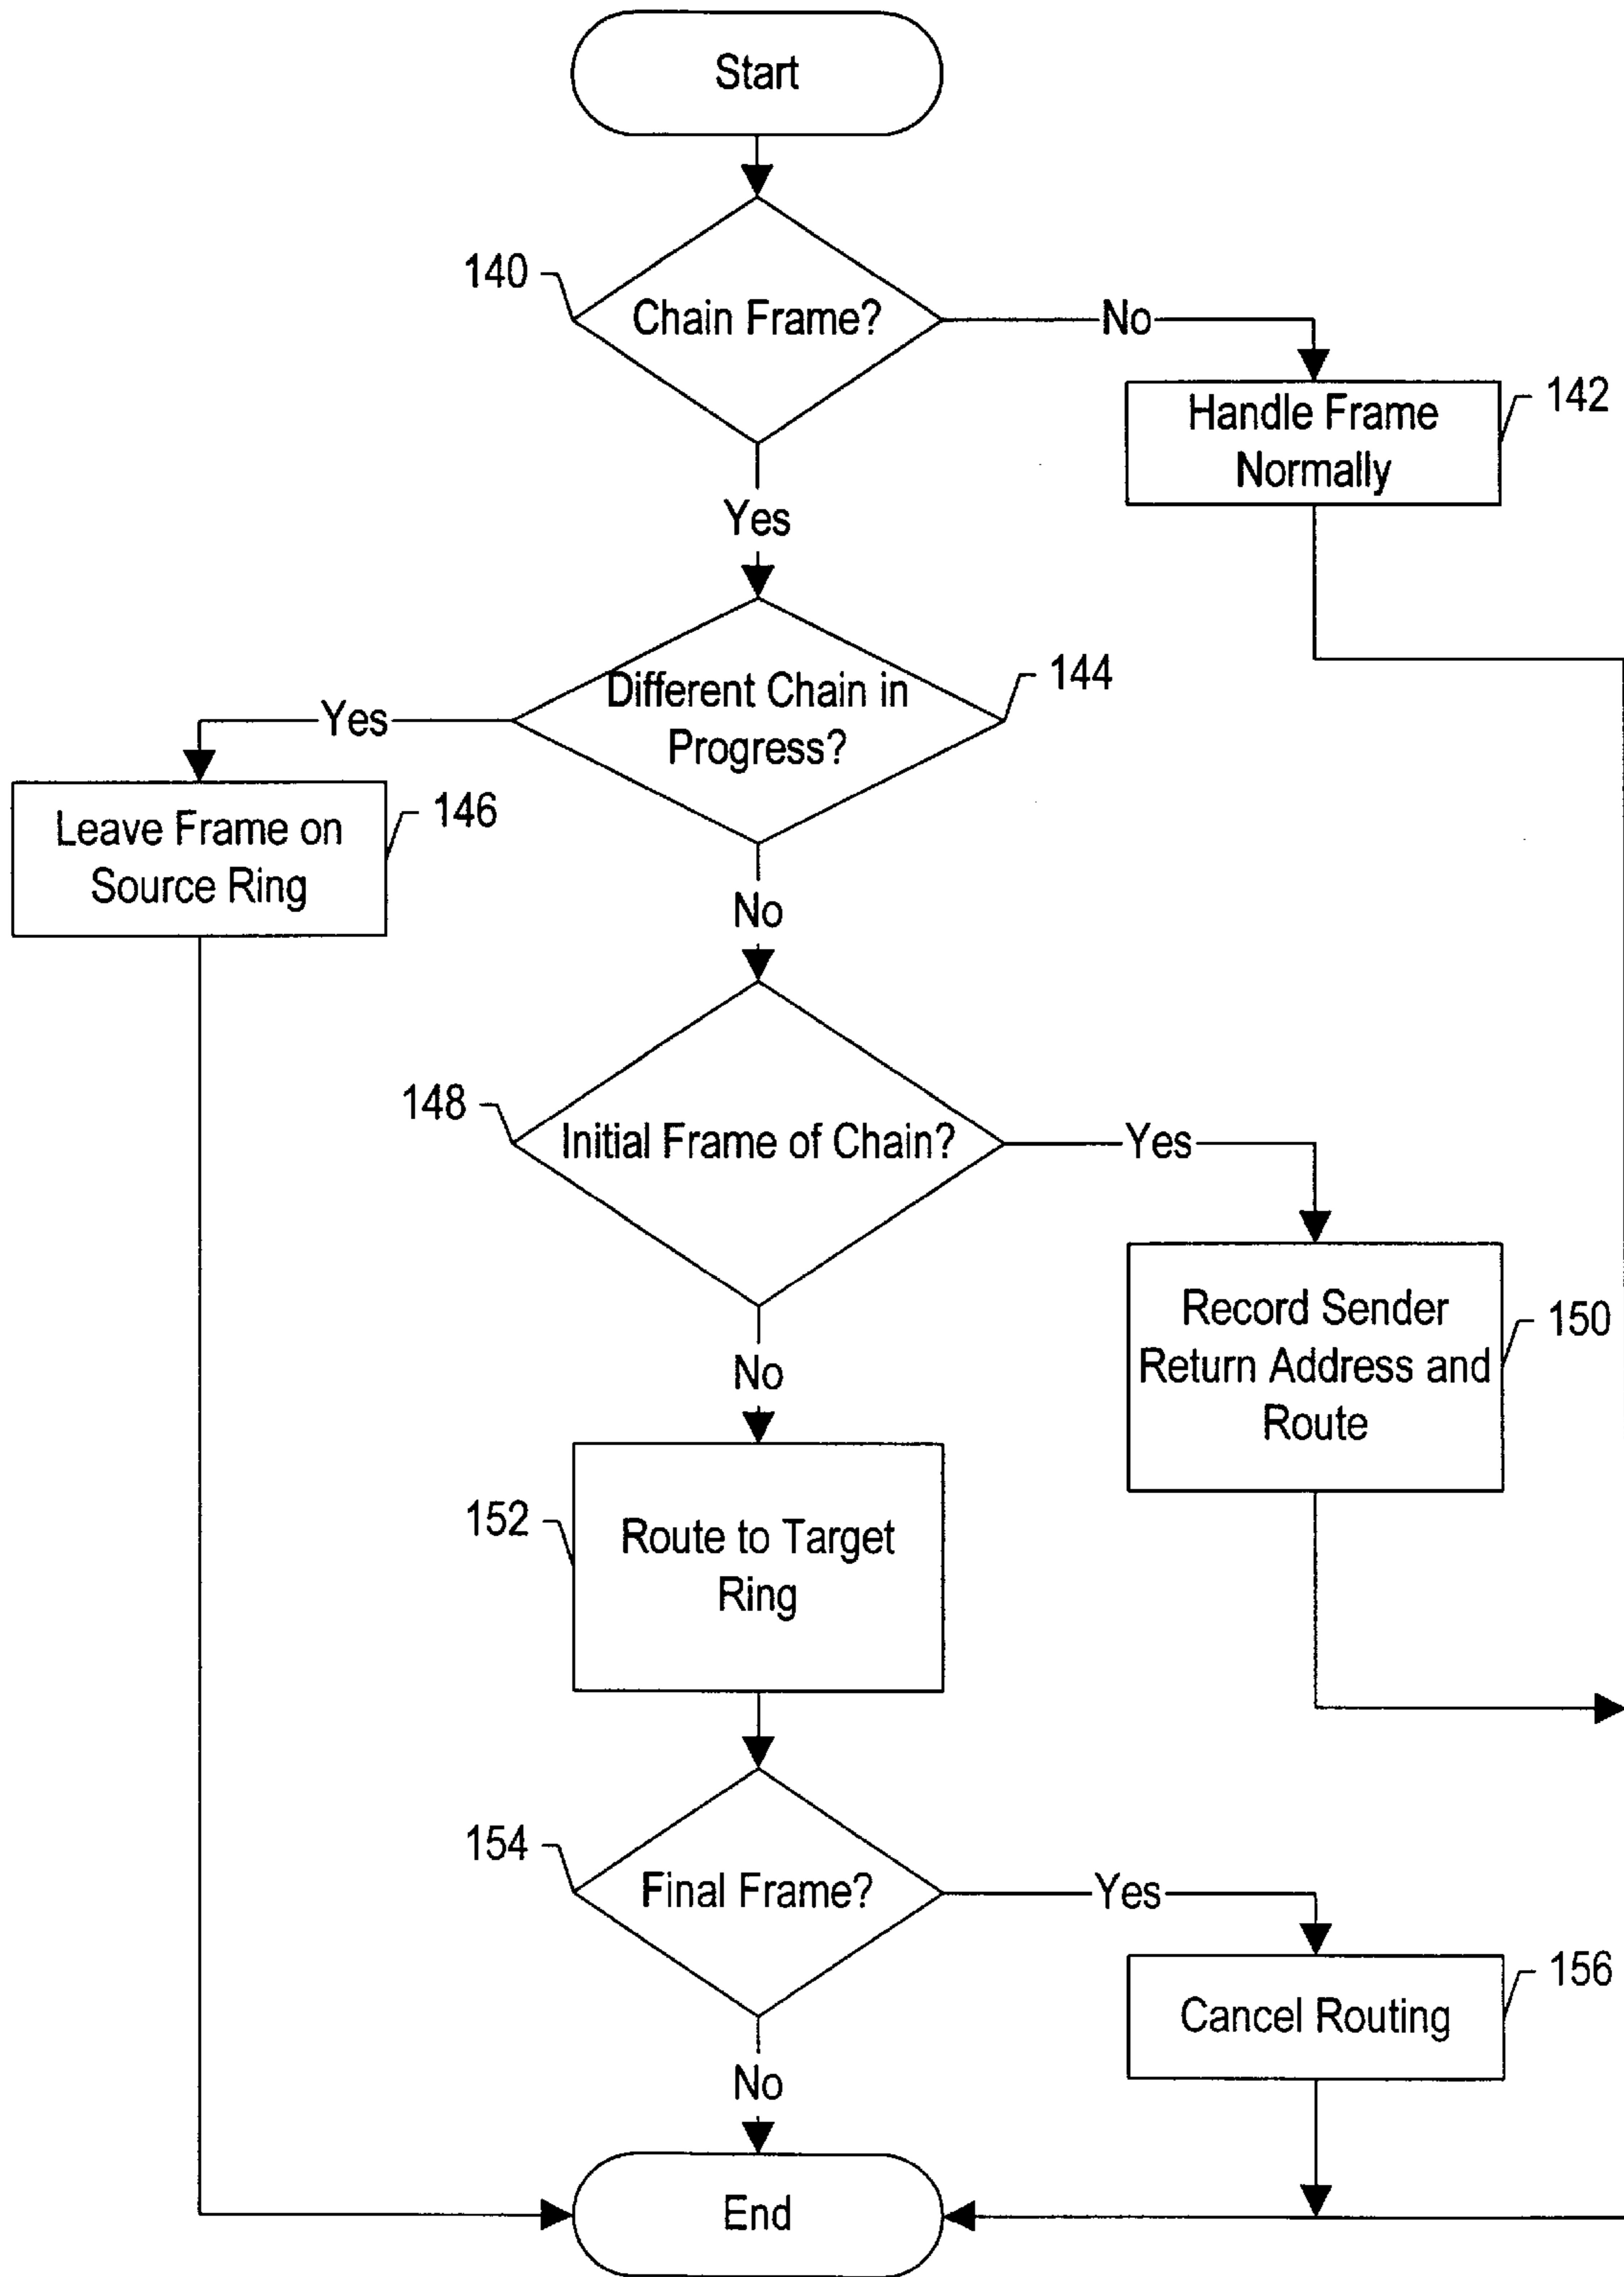 Start
140
Chain Frame?
No
142
Handle Frame
Normally
Yes
144
Different Chain in
Progress?
Yes
146
Leave Frame on
Source Ring
No
148
Initial Frame of Chain?
Yes
150
Record Sender
Return Address and
Route
No
152
Route to Target
Ring
154
Final Frame?
Yes
156
Cancel Routing
No
End